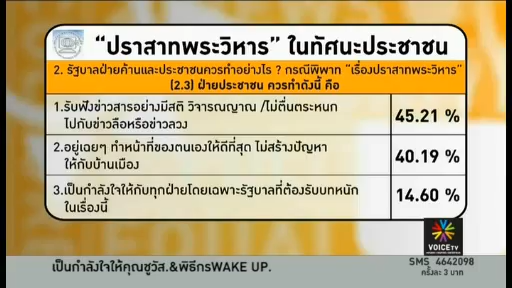 “ปราสาทพระวิหาร” ในทัศนะประชาชน
2. รัฐบาลฝ่ายค้านและประชาชนควรทำอย่างไร ? กรณีพิพาท “เรื่องปราสาทพระวิหาร”
(2.3) ฝ่ายประชาชน ควรทำดังนี้ คือ
1.รับฟังข่าวสารอย่างมีสติ วิจารณญาณ /ไม่ตื่นตระหนก
ไปกับข่าวลือหรือข่าวลวง
45.21 %
2.อยู่เฉยๆ ทำหน้าที่ของตนเองให้ดีที่สุด ไม่สร้างปัญหา
ให้กับบ้านเมือง
40.19 %
3.เป็นกำลังใจให้กับทุกฝ่ายโดยเฉพาะรัฐบาลที่ต้องรับบทหนัก
ในเรื่องนี้
14.60 %
VOICE TV
เป็นกำลังใจให้คุณชูวัส.&พิธีกรWAKE UP.
SMS 4642098
ครั้งละ 3 บาท